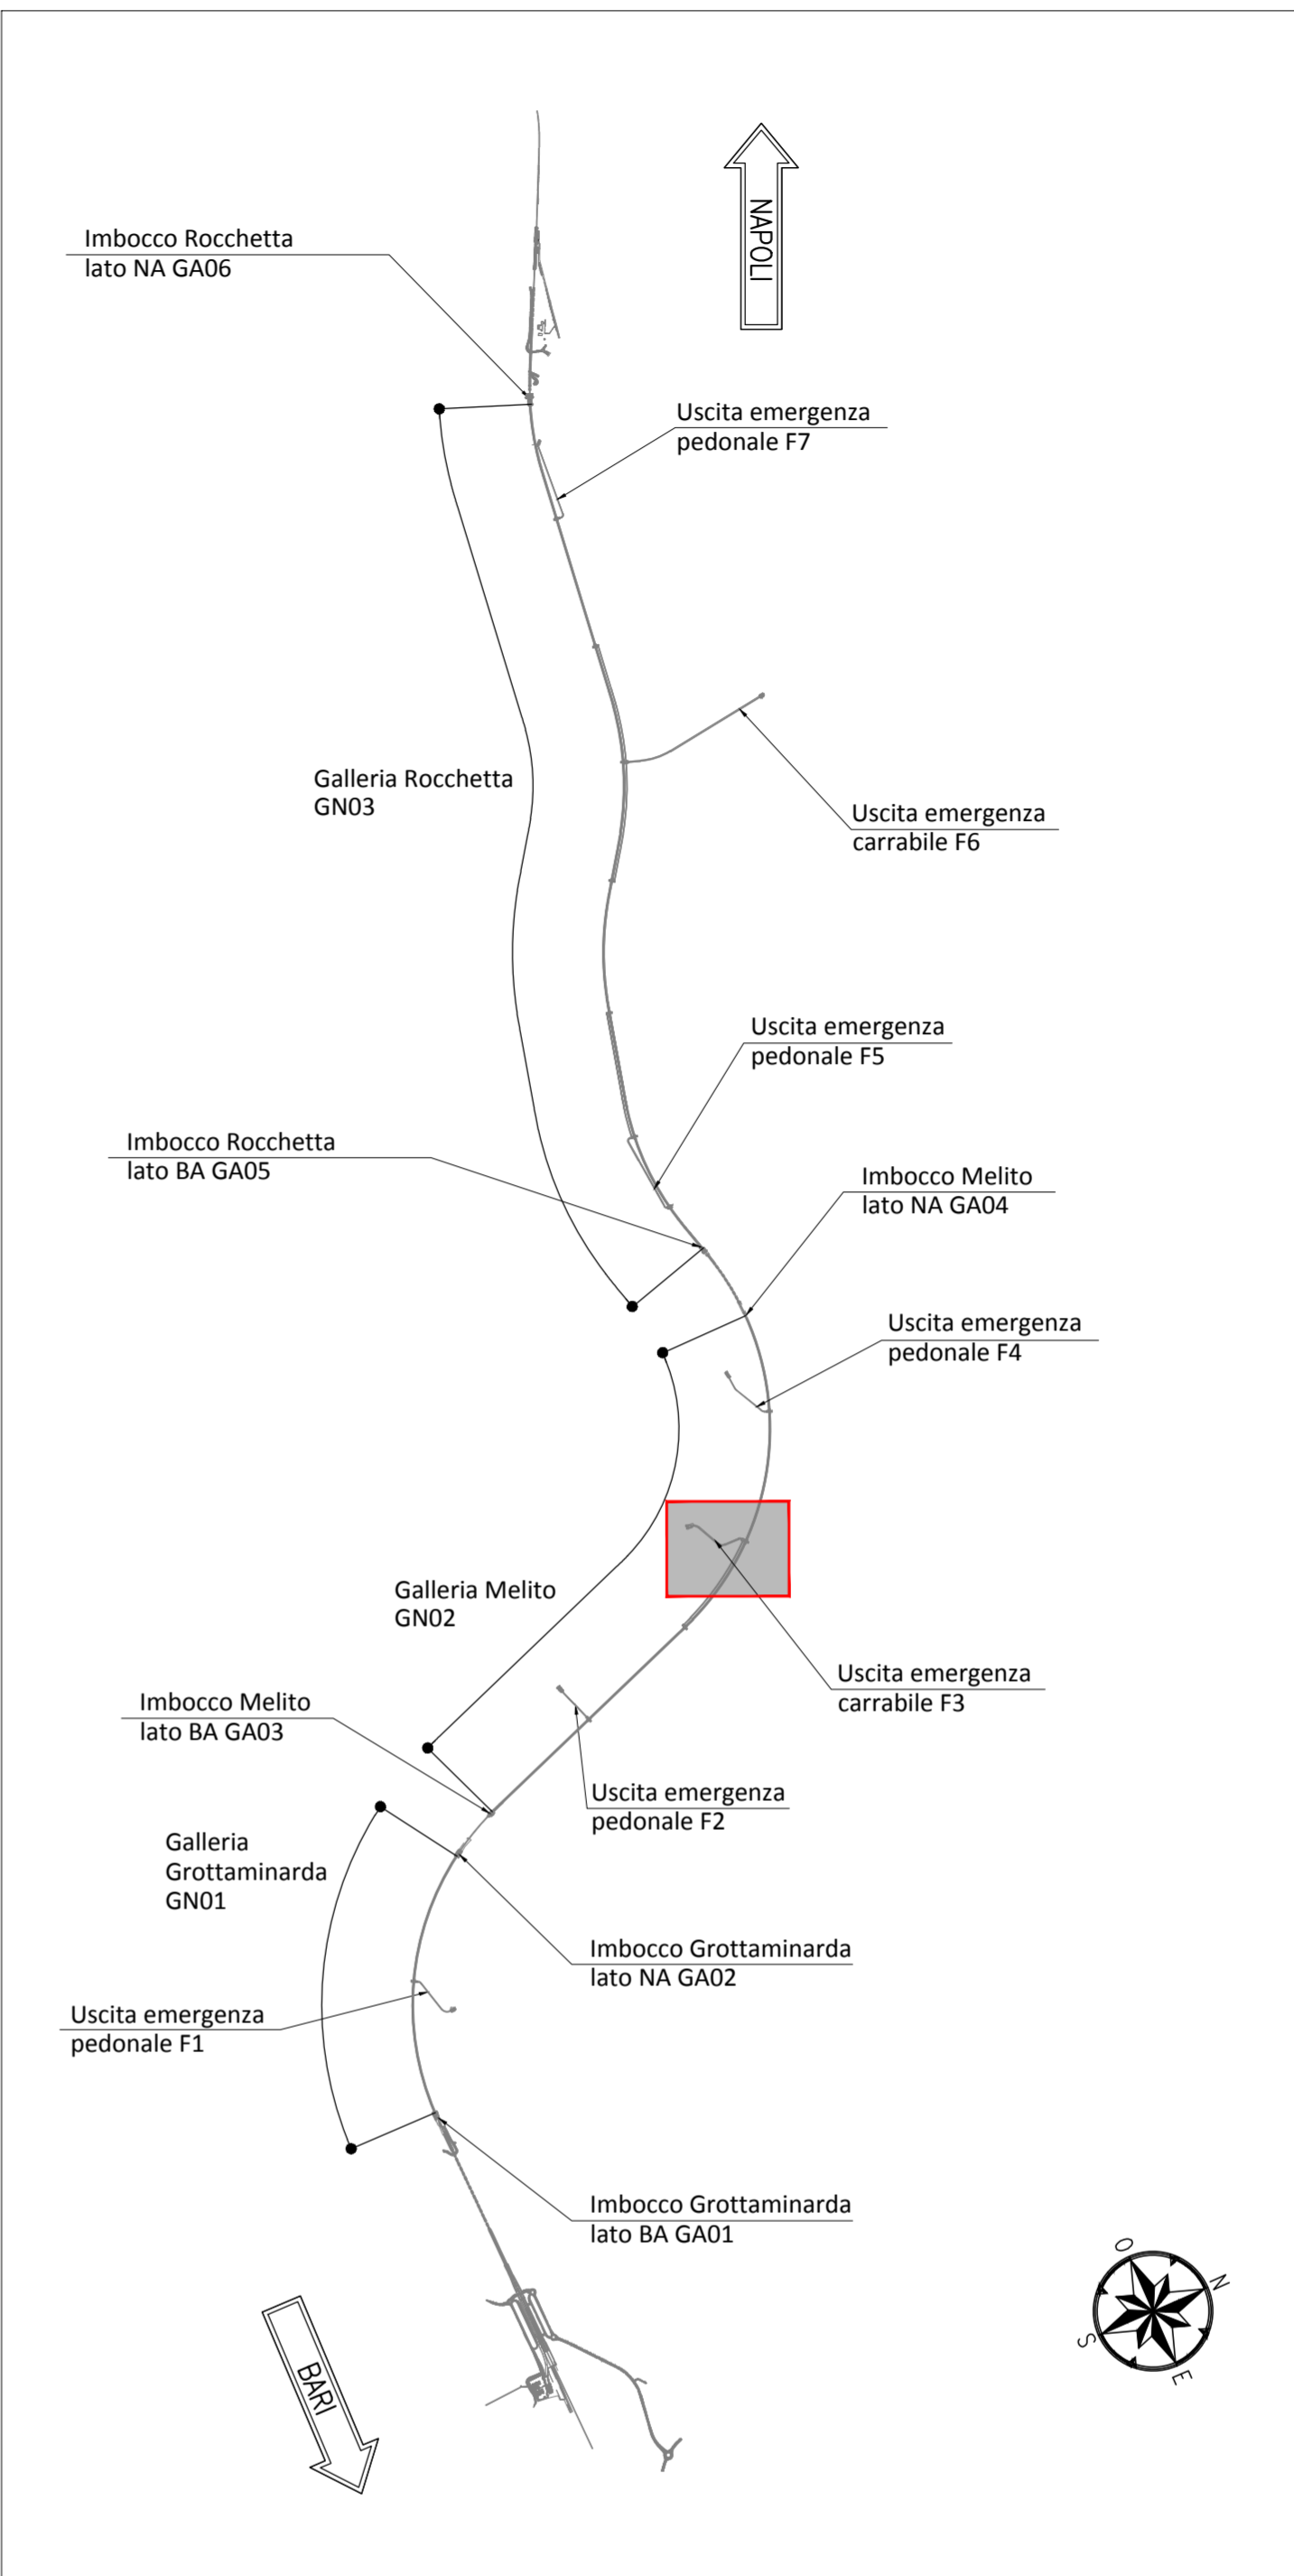 NAPOLI
Imbocco Rocchetta
lato NA GA06
Uscita emergenza
pedonale F7
Galleria Rocchetta
GN03
Uscita emergenza
carrabile F6
Uscita emergenza
pedonale F5
Imbocco Rocchetta
lato BA GA05
Imbocco Melito
lato NA GA04
Uscita emergenza
pedonale F4
Galleria Melito
GN02
Uscita emergenza
carrabile F3
Imbocco Melito
lato BA GA03
Uscita emergenza
pedonale F2
Galleria
Grottaminarda
GN01
Imbocco Grottaminarda
lato NA GA02
Uscita emergenza
pedonale F1
Imbocco Grottaminarda
lato BA GA01
O
N
S
E
BARI